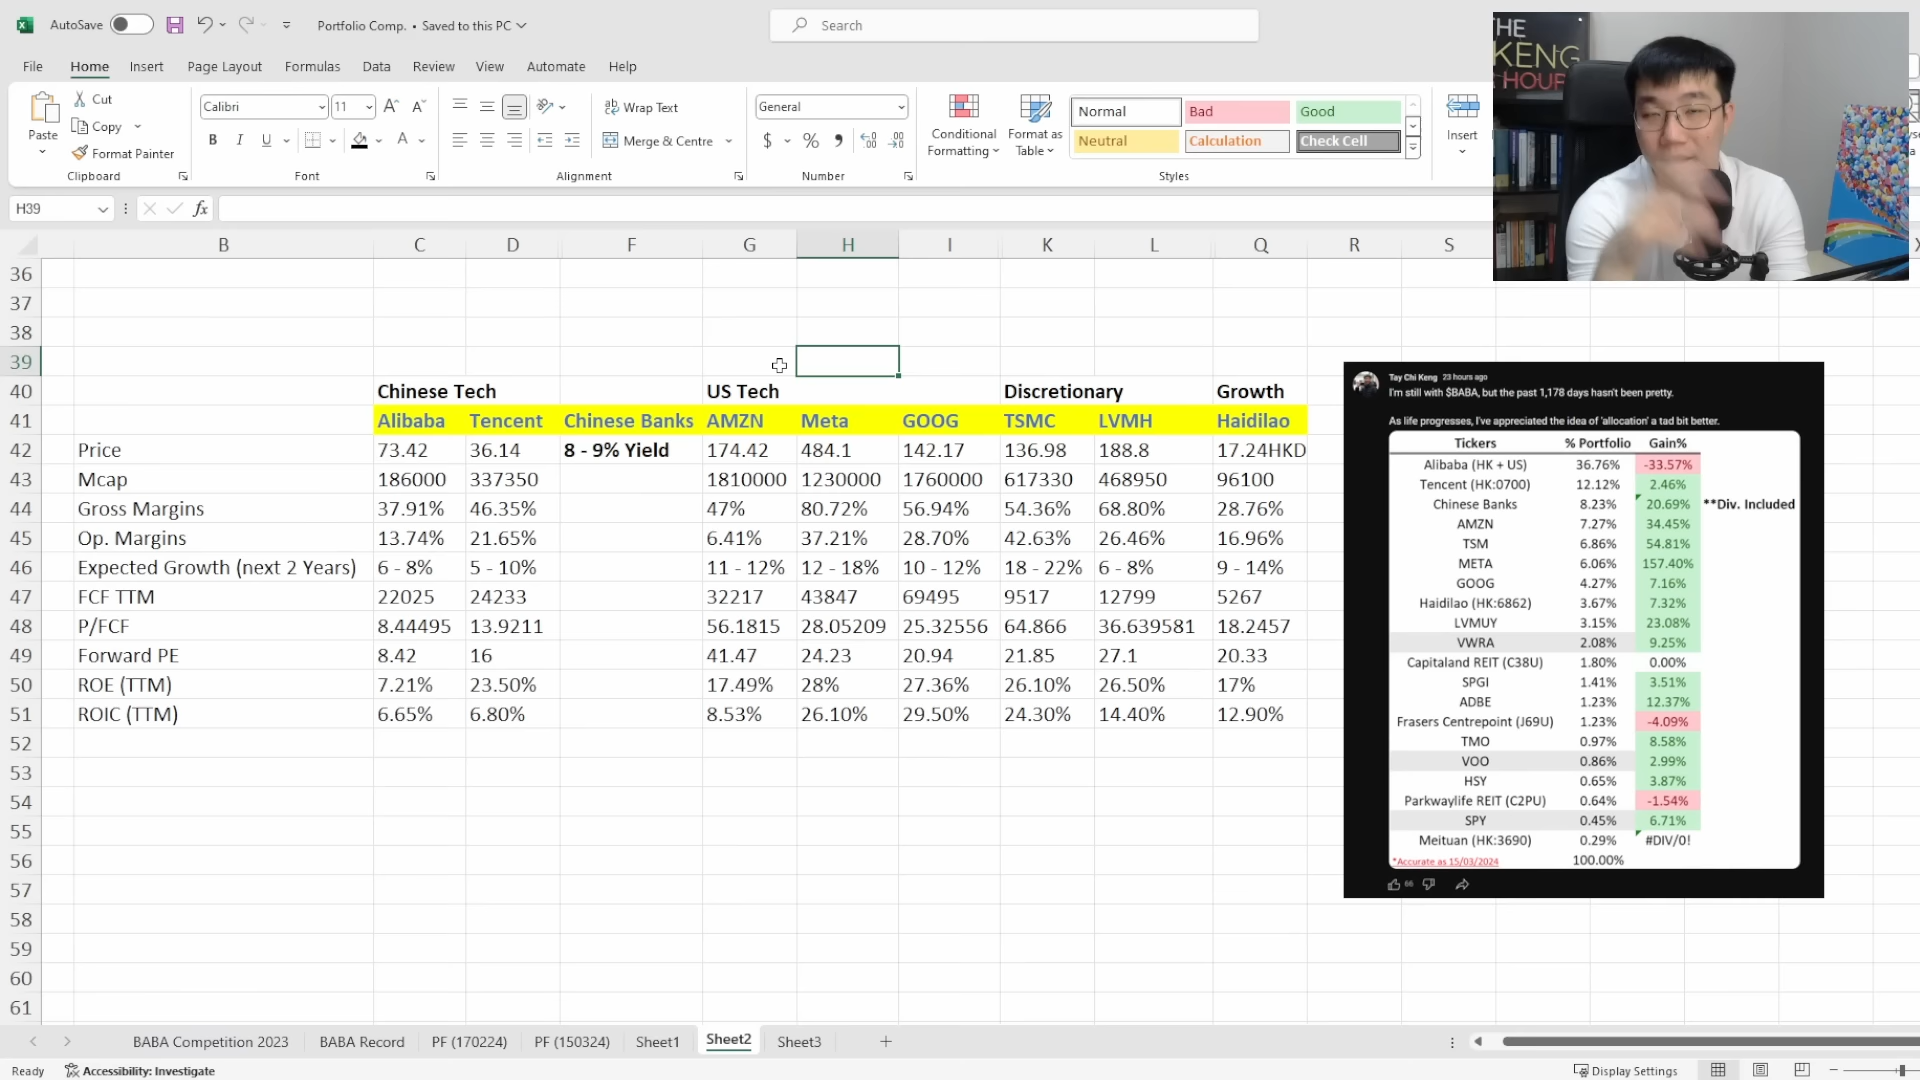 AutoSave
Portfolio Comp. • Saved to this PC
Search
File Home Insert Page Layout Formulas Data Review View Automate Help
Paste
Cut
Copy
Format Painter
Clipboard
Calibri 11
B I U
Font
Wrap Text
Merge & Centre
Alignment
General
$ % ,
Number
Conditional Formatting
Format as Table
Normal Bad Good
Neutral Calculation Check Cell
Styles
Insert
THE
KENG
HOUR
H39 fx
B C D F G H I K L Q R S
36
37
38
39
40 Chinese Tech US Tech Discretionary Growth
41 Alibaba Tencent Chinese Banks AMZN Meta GOOG TSMC LVMH Haidilao
42 Price 73.42 36.14 8 - 9% Yield 174.42 484.1 142.17 136.98 188.8 17.24HKD
43 Mcap 186000 337350 1810000 1230000 1760000 617330 468950 96100
44 Gross Margins 37.91% 46.35% 47% 80.72% 56.94% 54.36% 68.80% 28.76%
45 Op. Margins 13.74% 21.65% 6.41% 37.21% 28.70% 42.63% 26.46% 16.96%
46 Expected Growth (next 2 Years) 6 - 8% 5 - 10% 11 - 12% 12 - 18% 10 - 12% 18 - 22% 6 - 8% 9 - 14%
47 FCF TTM 22025 24233 32217 43847 69495 9517 12799 5267
48 P/FCF 8.44495 13.9211 56.1815 28.05209 25.32556 64.866 36.639581 18.2457
49 Forward PE 8.42 16 41.47 24.23 20.94 21.85 27.1 20.33
50 ROE (TTM) 7.21% 23.50% 17.49% 28% 27.36% 26.10% 26.50% 17%
51 ROIC (TTM) 6.65% 6.80% 8.53% 26.10% 29.50% 24.30% 14.40% 12.90%
52
53
54
55
56
57
58
59
60
61
Tay Chi Keng 23 hours ago
I'm still with $BABA, but the past 1,178 days hasn't been pretty.
As life progresses, I've appreciated the idea of 'allocation' a tad bit better.
Tickers % Portfolio Gain%
Alibaba (HK + US) 36.76% -33.57%
Tencent (HK:0700) 12.12% 2.46%
Chinese Banks 8.23% 20.69% **Div. Included
AMZN 7.27% 34.45%
TSM 6.86% 54.81%
META 6.06% 157.40%
GOOG 4.27% 7.16%
Haidilao (HK:6862) 3.67% 7.32%
LVMUY 3.15% 23.08%
VWRA 2.08% 9.25%
Capitaland REIT (C38U) 1.80% 0.00%
SPGI 1.41% 3.51%
ADBE 1.23% 12.37%
Frasers Centrepoint (J69U) 1.23% -4.09%
TMO 0.97% 8.58%
VOO 0.86% 2.99%
HSY 0.65% 3.87%
Parkwaylife REIT (C2PU) 0.64% -1.54%
SPY 0.45% 6.71%
Meituan (HK:3690) 0.29% #DIV/0!
*Accurate as 15/03/2024 100.00%
66
BABA Competition 2023 BABA Record PF (170224) PF (150324) Sheet1 Sheet2 Sheet3
Ready Accessibility: Investigate Display Settings